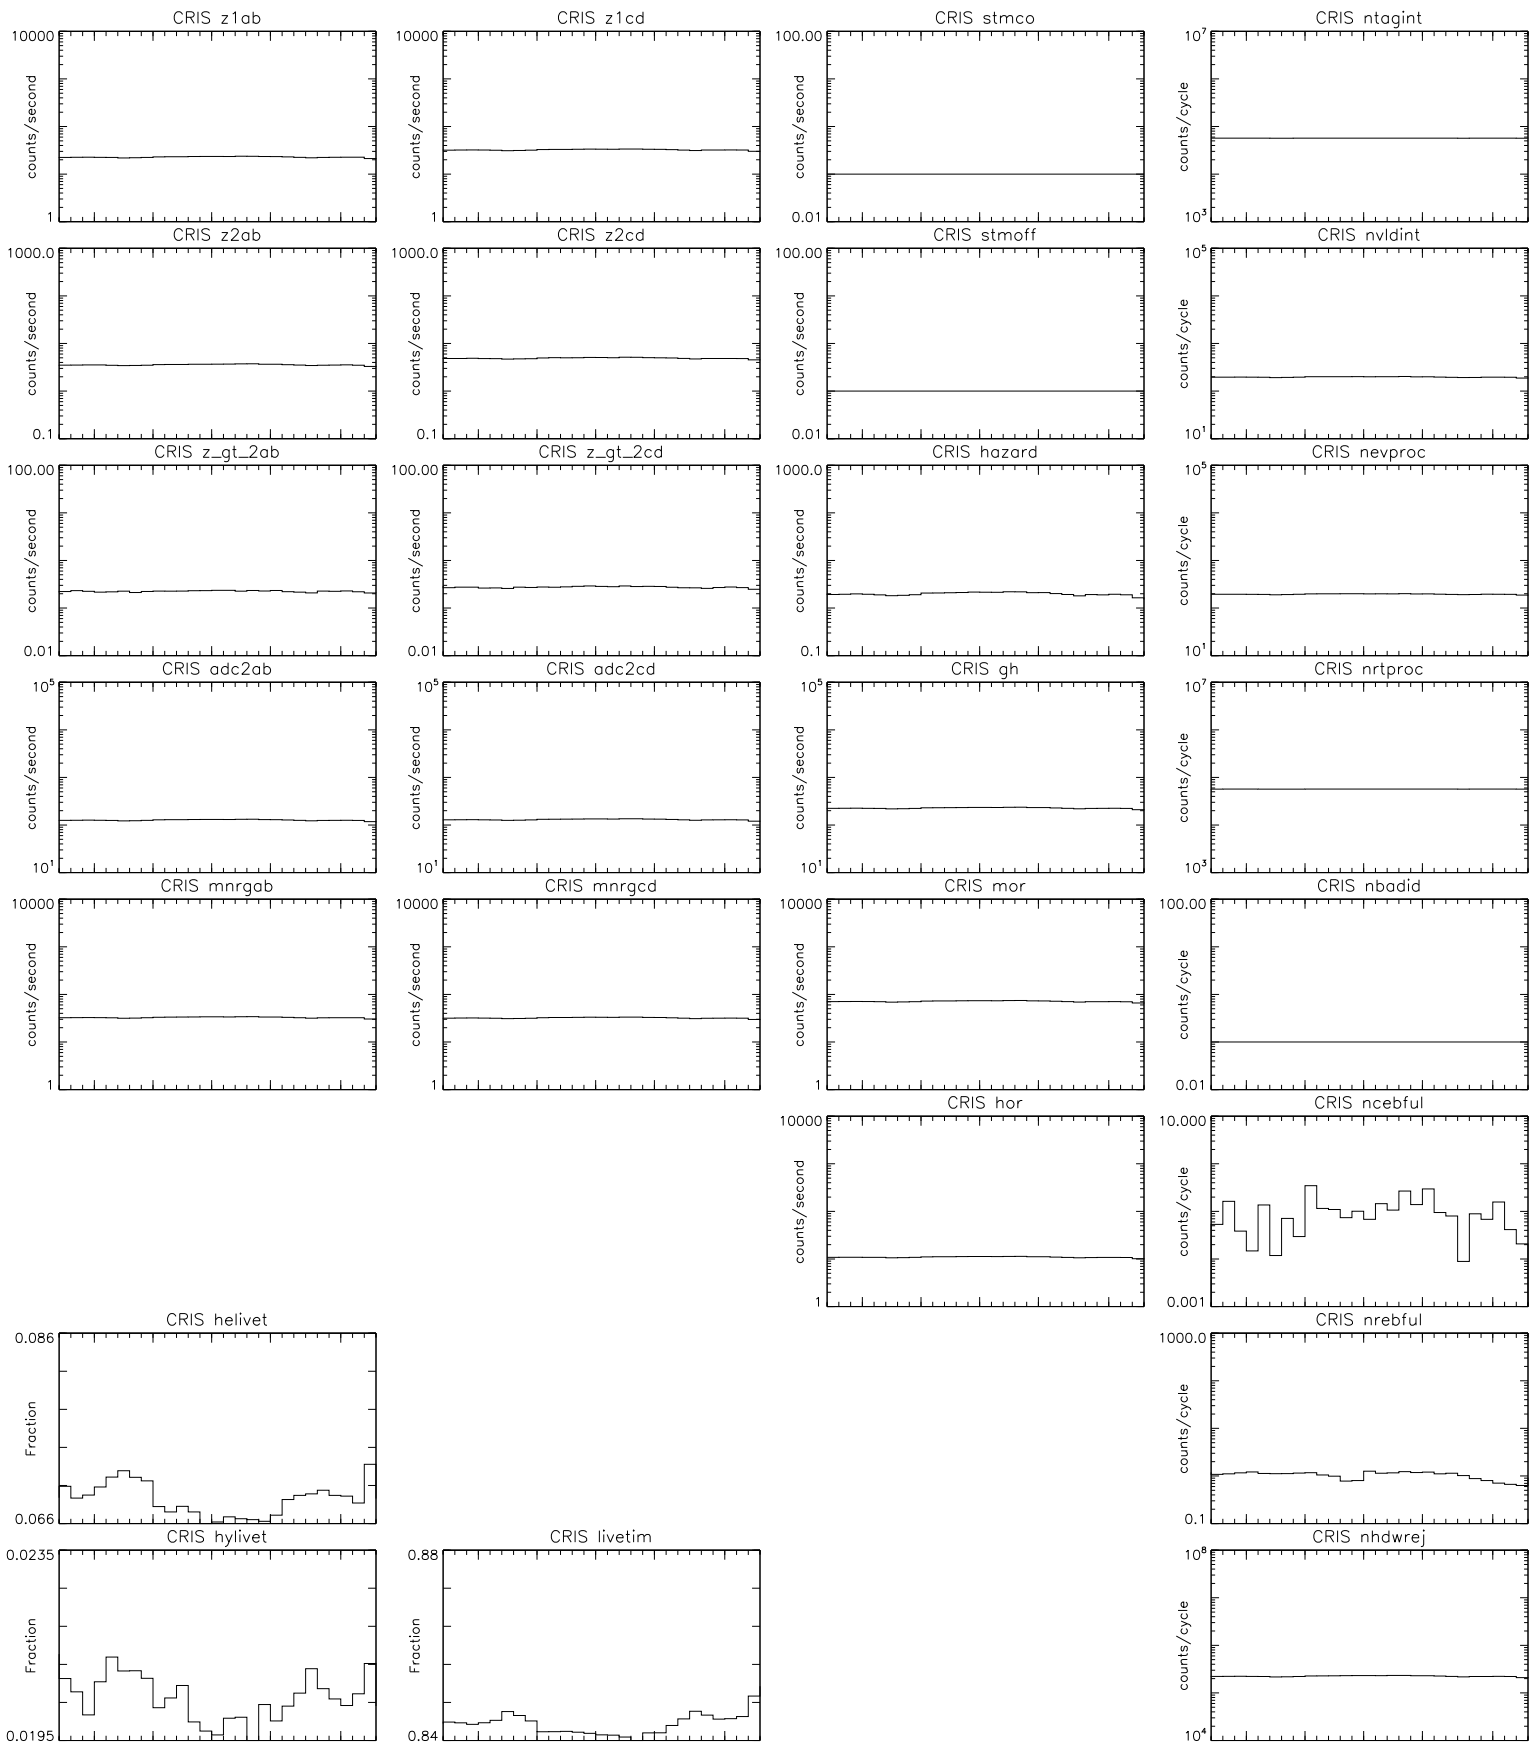 CRIS z1ab
CRIS z1cd
CRIS stmco
CRIS ntagint
10000
counts/second
1
10000
counts/second
1
100.00
counts/second
0.01
10⁷
counts/cycle
10³
CRIS z2ab
CRIS z2cd
CRIS stmoff
CRIS nvldint
1000.0
counts/second
0.1
1000.0
counts/second
0.1
100.00
counts/second
0.01
10⁵
counts/cycle
10¹
CRIS z_gt_2ab
CRIS z_gt_2cd
CRIS hazard
CRIS nevproc
100.00
counts/second
0.01
100.00
counts/second
0.01
1000.0
counts/second
0.1
10⁵
counts/cycle
10¹
CRIS adc2ab
CRIS adc2cd
CRIS gh
CRIS nrtproc
10⁵
counts/second
10¹
10⁵
counts/second
10¹
10⁵
counts/second
10¹
10⁷
counts/cycle
10³
CRIS mnrgab
CRIS mnrgcd
CRIS mor
CRIS nbadid
10000
counts/second
1
10000
counts/second
1
10000
counts/second
1
100.00
counts/cycle
0.01
CRIS hor
CRIS ncebful
10000
counts/second
1
10.000
counts/cycle
0.001
CRIS helivet
CRIS nrebful
0.086
Fraction
0.066
1000.0
counts/cycle
0.1
CRIS hylivet
CRIS livetim
CRIS nhdwrej
0.0235
Fraction
0.0195
0.88
Fraction
0.84
10⁸
counts/cycle
10⁴